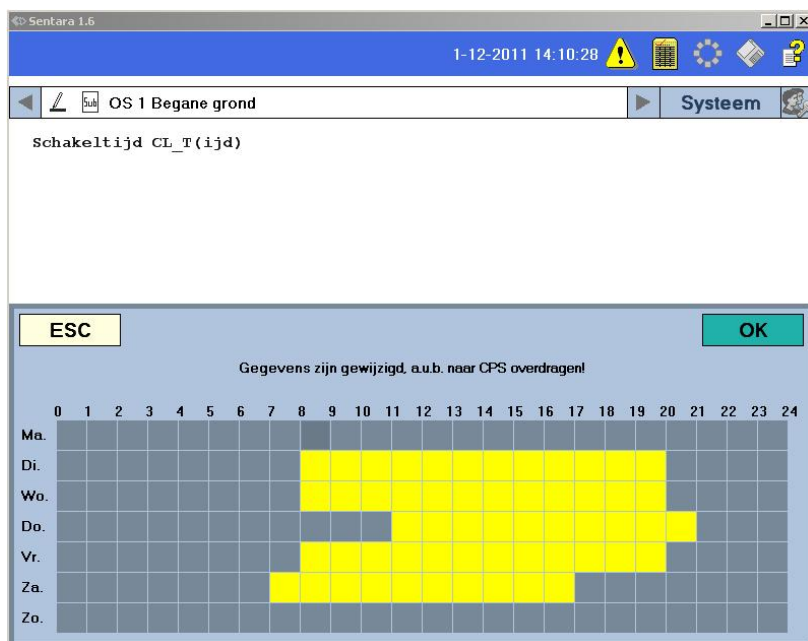 Sentara 1.6
1-12-2011 14:10:28
Sub OS 1 Begane grond Systeem
Schakeltijd CL_T(ijd)
ESC OK
Gegevens zijn gewijzigd, a.u.b. naar CPS overdragen!
0 1 2 3 4 5 6 7 8 9 10 11 12 13 14 15 16 17 18 19 20 21 22 23 24
Ma.
Di.
Wo.
Do.
Vr.
Za.
Zo.